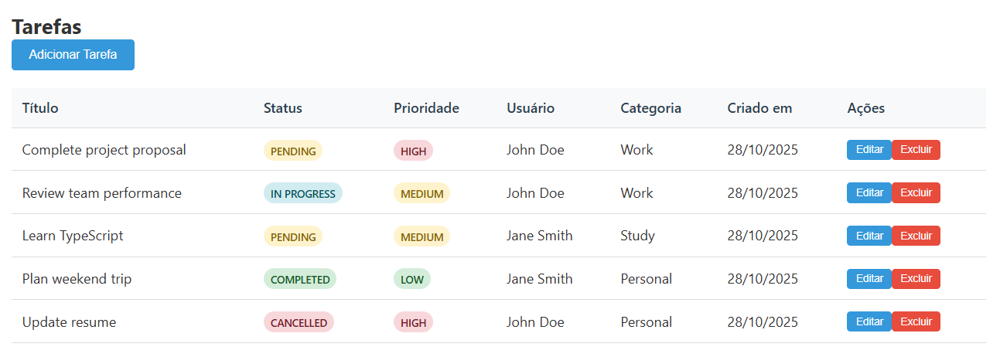 Tarefas
Adicionar Tarefa
Título Status Prioridade Usuário Categoria Criado em Ações
Complete project proposal PENDING HIGH John Doe Work 28/10/2025 Editar Excluir
Review team performance IN PROGRESS MEDIUM John Doe Work 28/10/2025 Editar Excluir
Learn TypeScript PENDING MEDIUM Jane Smith Study 28/10/2025 Editar Excluir
Plan weekend trip COMPLETED LOW Jane Smith Personal 28/10/2025 Editar Excluir
Update resume CANCELLED HIGH John Doe Personal 28/10/2025 Editar Excluir